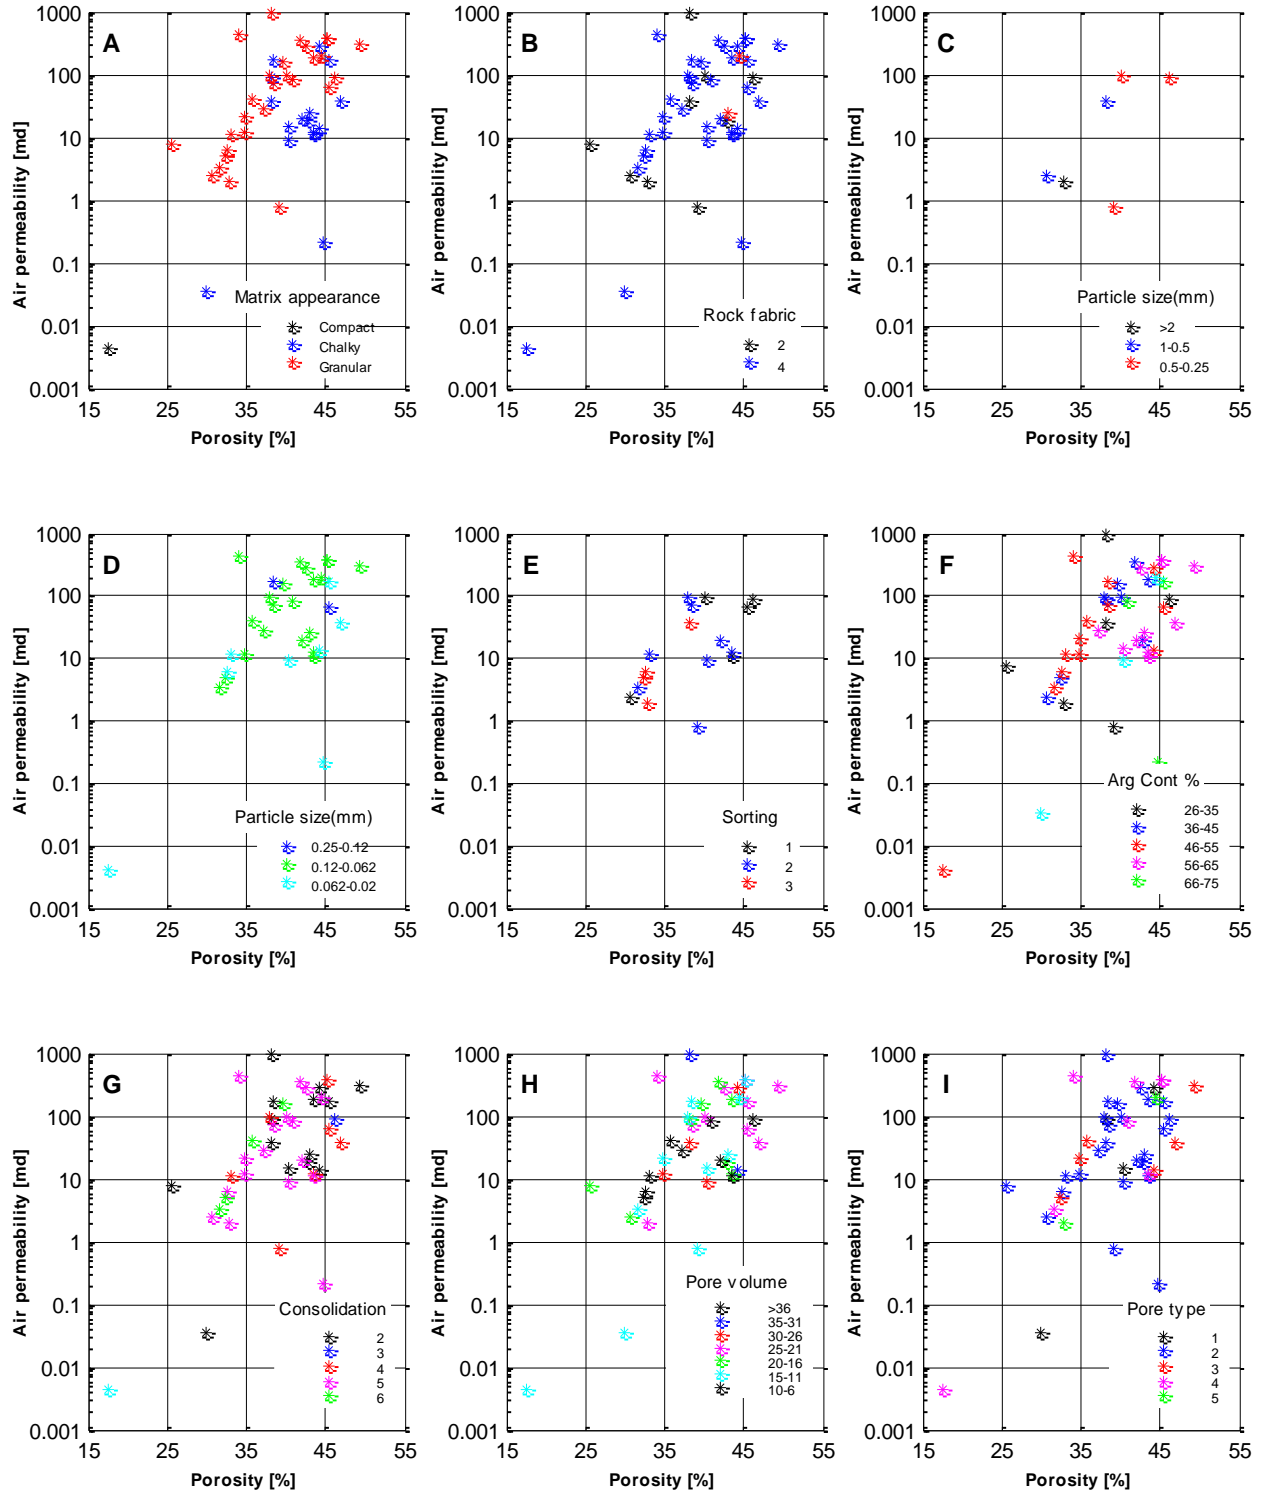 1000
A
100
10
1
0.1
0.01
0.001
Matrix appearance
Compact
Chalky
Granular
15 25 35 45 55
Porosity [%]
Air permeability [md]
1000
B
100
10
1
0.1
0.01
0.001
Rock fabric
2
4
15 25 35 45 55
Porosity [%]
Air permeability [md]
1000
C
100
10
1
0.1
0.01
0.001
Particle size(mm)
>2
1-0.5
0.5-0.25
15 25 35 45 55
Porosity [%]
Air permeability [md]
1000
D
100
10
1
0.1
0.01
0.001
Particle size(mm)
0.25-0.12
0.12-0.062
0.062-0.02
15 25 35 45 55
Porosity [%]
Air permeability [md]
1000
E
100
10
1
0.1
0.01
0.001
Sorting
1
2
3
15 25 35 45 55
Porosity [%]
Air permeability [md]
1000
F
100
10
1
0.1
0.01
0.001
Arg Cont %
26-35
36-45
46-55
56-65
66-75
15 25 35 45 55
Porosity [%]
Air permeability [md]
1000
G
100
10
1
0.1
0.01
0.001
Consolidation
2
3
4
5
6
15 25 35 45 55
Porosity [%]
Air permeability [md]
1000
H
100
10
1
0.1
0.01
0.001
Pore volume
>36
35-31
30-26
25-21
20-16
15-11
10-6
15 25 35 45 55
Porosity [%]
Air permeability [md]
1000
I
100
10
1
0.1
0.01
0.001
Pore type
1
2
3
4
5
15 25 35 45 55
Porosity [%]
Air permeability [md]